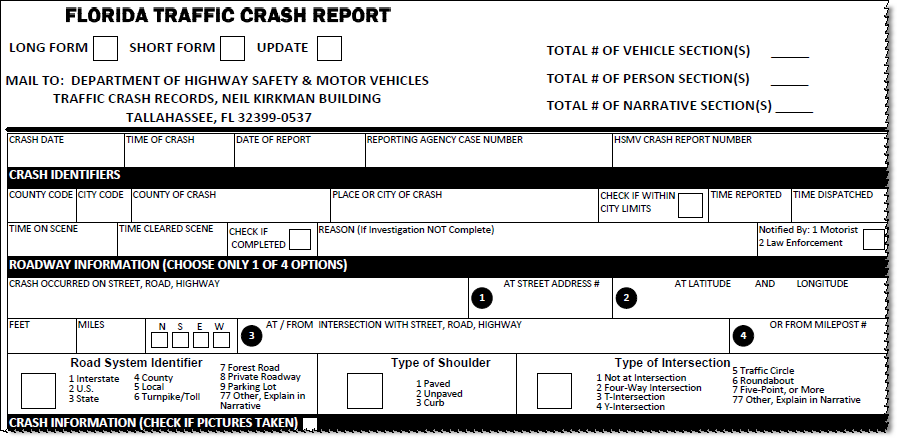 FLORIDA TRAFFIC CRASH REPORT
LONG FORM SHORT FORM UPDATE
TOTAL # OF VEHICLE SECTION(S) _____
MAIL TO: DEPARTMENT OF HIGHWAY SAFETY & MOTOR VEHICLES
TRAFFIC CRASH RECORDS, NEIL KIRKMAN BUILDING
TALLAHASSEE, FL 32399-0537
TOTAL # OF PERSON SECTION(S) _____
TOTAL # OF NARRATIVE SECTION(S) _____
CRASH DATE TIME OF CRASH DATE OF REPORT REPORTING AGENCY CASE NUMBER HSMV CRASH REPORT NUMBER
CRASH IDENTIFIERS
COUNTY CODE CITY CODE COUNTY OF CRASH PLACE OR CITY OF CRASH CHECK IF WITHIN CITY LIMITS TIME REPORTED TIME DISPATCHED
TIME ON SCENE TIME CLEARED SCENE CHECK IF COMPLETED REASON (If Investigation NOT Complete) Notified By: 1 Motorist
2 Law Enforcement
ROADWAY INFORMATION (CHOOSE ONLY 1 OF 4 OPTIONS)
CRASH OCCURRED ON STREET, ROAD, HIGHWAY 1 AT STREET ADDRESS # 2 AT LATITUDE AND LONGITUDE
FEET MILES N S E W 3 AT / FROM INTERSECTION WITH STREET, ROAD, HIGHWAY 4 OR FROM MILEPOST #
Road System Identifier
1 Interstate
2 U.S.
3 State
4 County
5 Local
6 Turnpike/Toll
7 Forest Road
8 Private Roadway
9 Parking Lot
77 Other, Explain in
Narrative
Type of Shoulder
1 Paved
2 Unpaved
3 Curb
Type of Intersection
1 Not at Intersection
2 Four-Way Intersection
3 T-Intersection
4 Y-Intersection
5 Traffic Circle
6 Roundabout
7 Five-Point, or More
77 Other, Explain in Narrative
CRASH INFORMATION (CHECK IF PICTURES TAKEN)